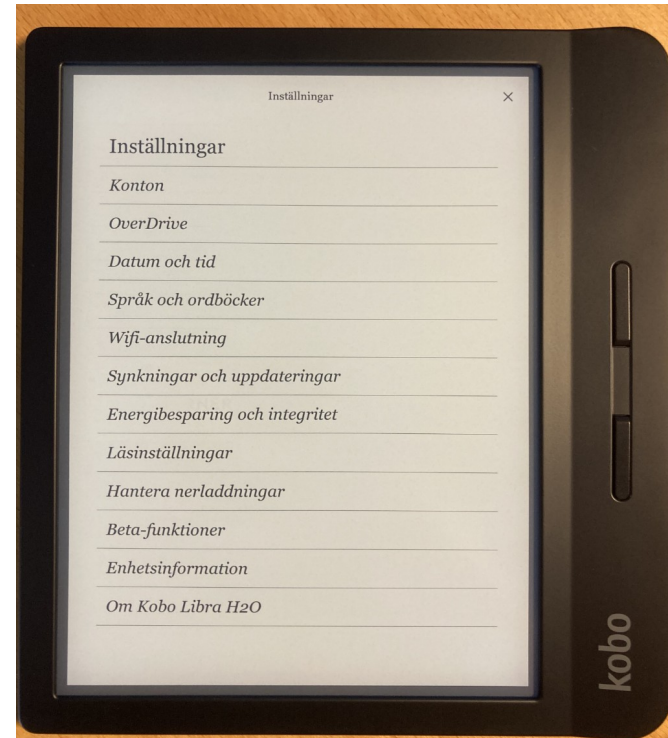 Inställningar ×
Inställningar
Konton
OverDrive
Datum och tid
Språk och ordböcker
Wifi-anslutning
Synkningar och uppdateringar
Energibesparing och integritet
Läsinställningar
Hantera nerladdningar
Beta-funktioner
Enhetsinformation
Om Kobo Libra H2O
kobo